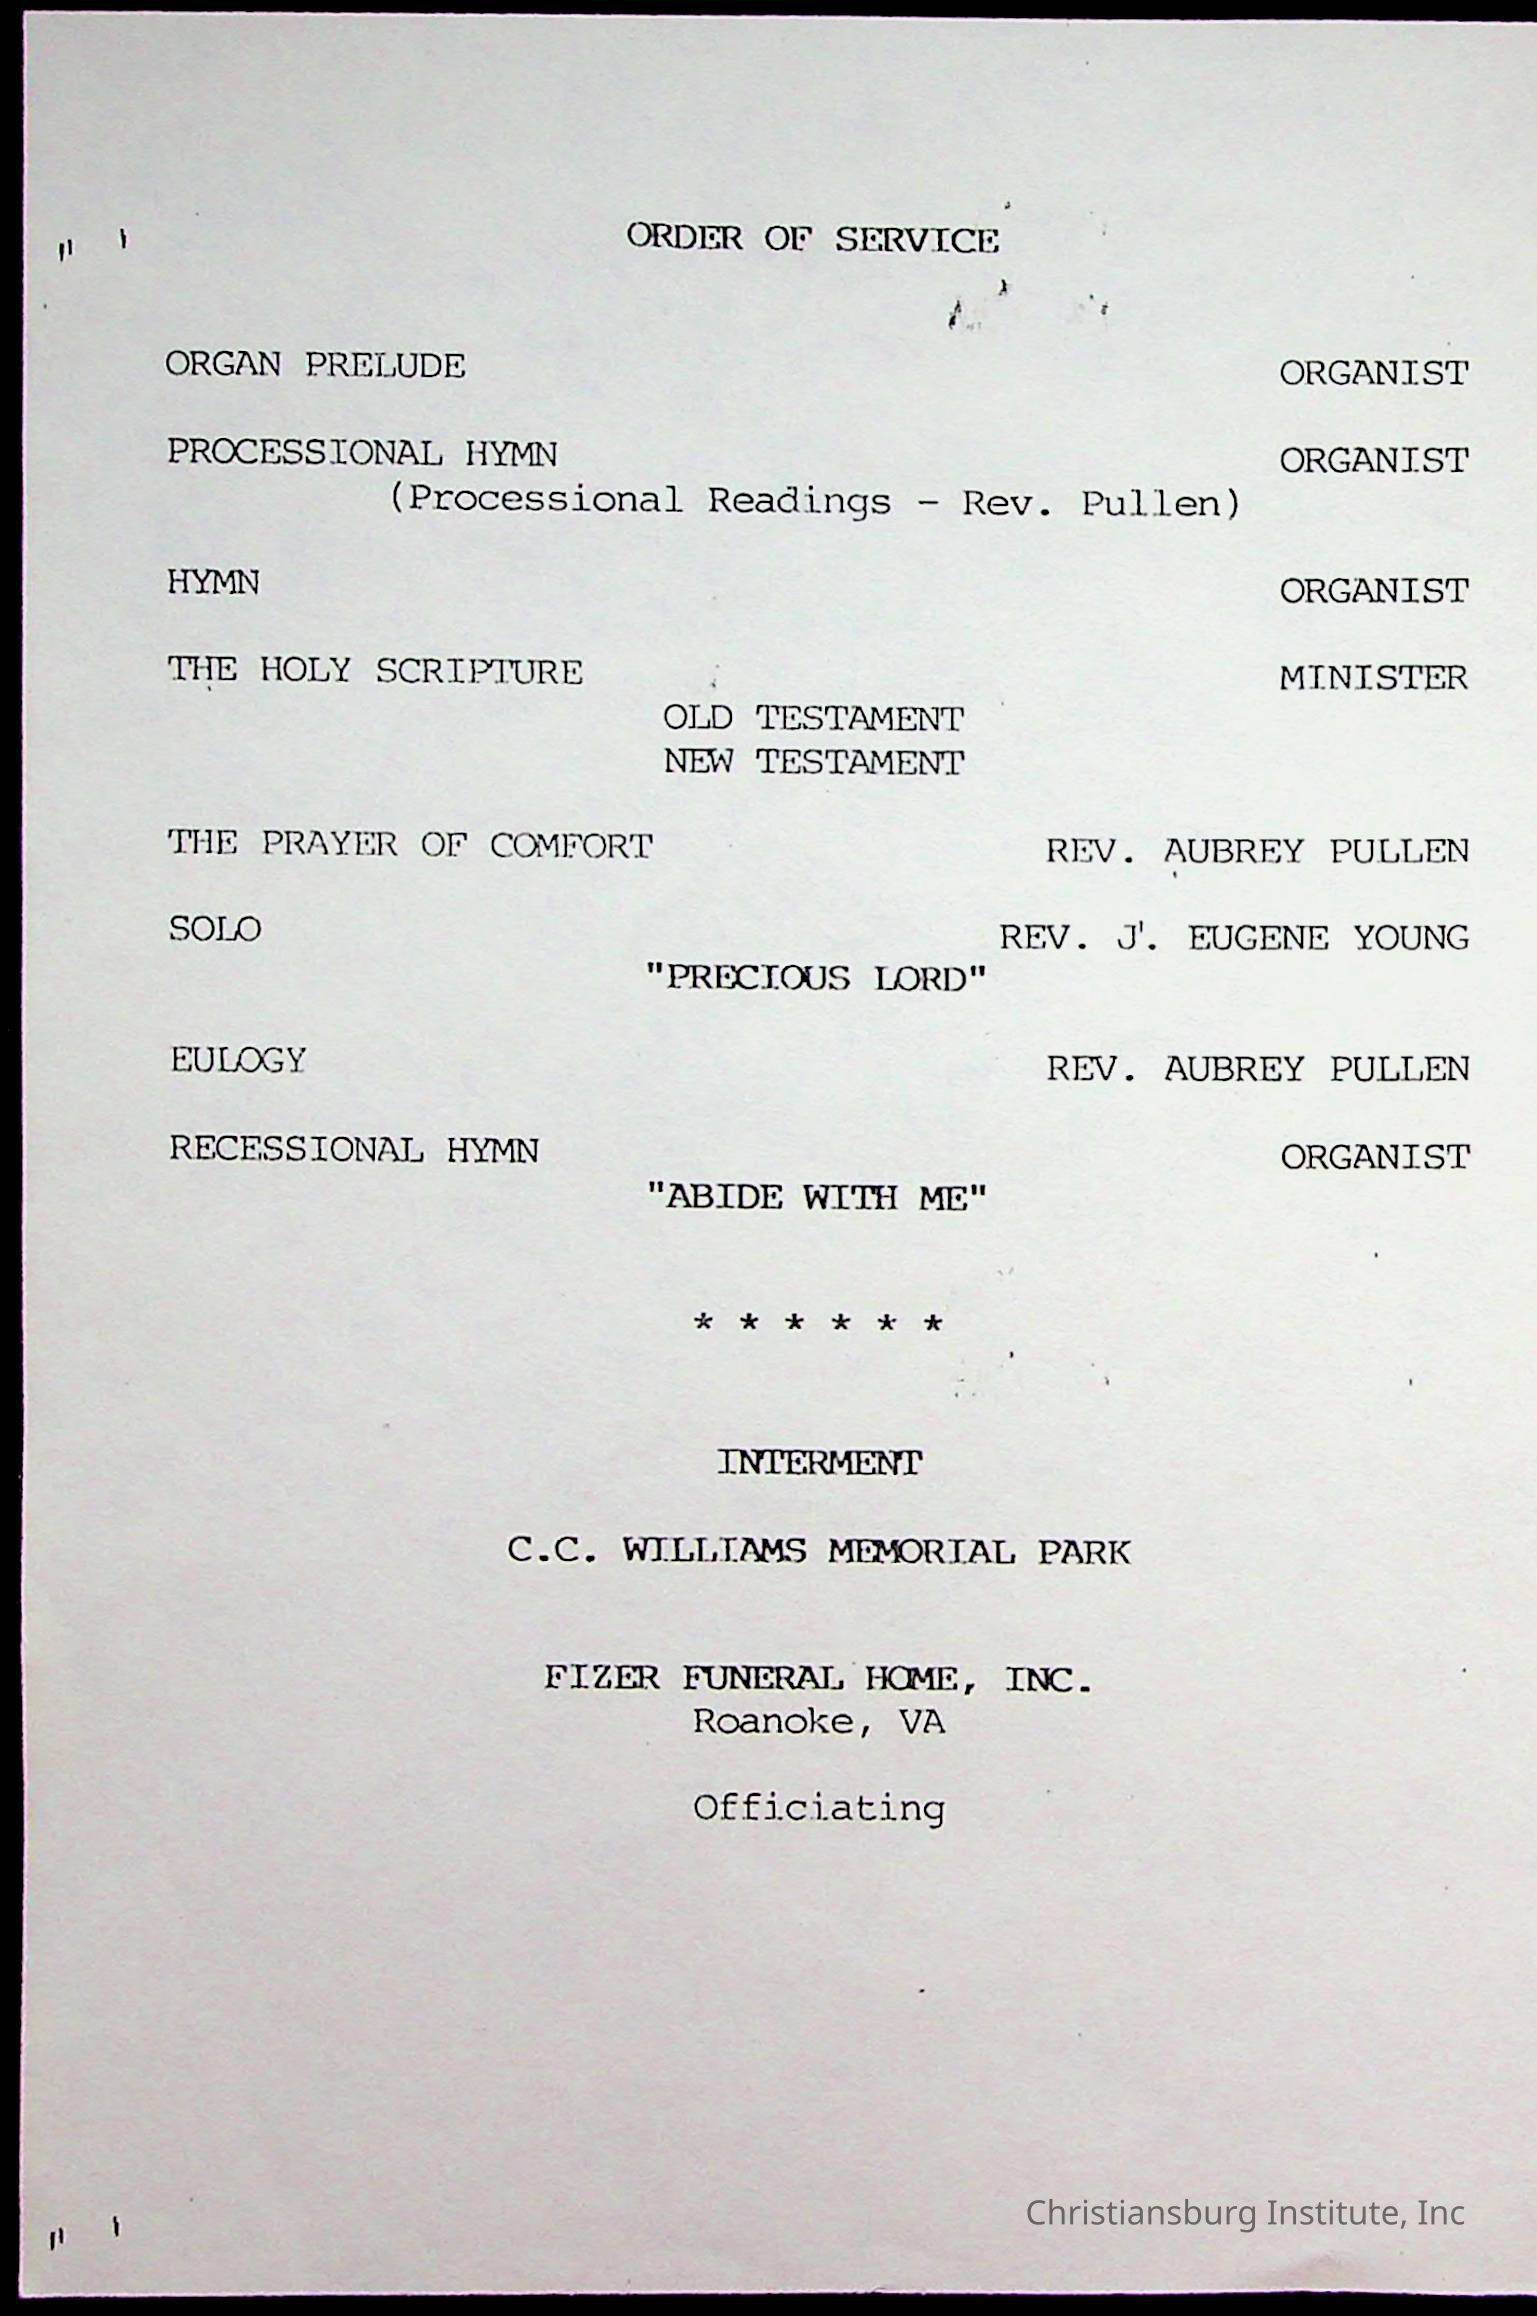 ORDER OF SERVICE
ORGAN PRELUDE ORGANIST
PROCESSIONAL HYMN ORGANIST
(Processional Readings - Rev. Pullen)
HYMN ORGANIST
THE HOLY SCRIPTURE MINISTER
OLD TESTAMENT
NEW TESTAMENT
THE PRAYER OF COMFORT REV. AUBREY PULLEN
SOLO REV. J. EUGENE YOUNG
"PRECIOUS LORD"
EULOGY REV. AUBREY PULLEN
RECESSIONAL HYMN ORGANIST
"ABIDE WITH ME"
* * * * * *
INTERMENT
C.C. WILLIAMS MEMORIAL PARK
FIZER FUNERAL HOME, INC.
Roanoke, VA
Officiating
Christiansburg Institute, Inc